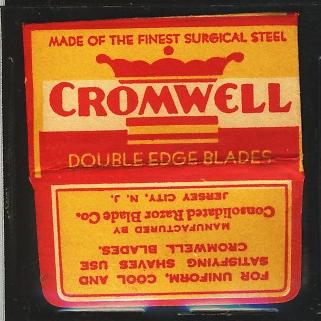 MADE OF THE FINEST SURGICAL STEEL
CROMWELL
DOUBLE EDGE BLADES
FOR UNIFORM, COOL AND
SATISFYING SHAVES USE
CROMWELL BLADES.
MANUFACTURED BY
Consolidated Razor Blade Co.
JERSEY CITY, N. J.